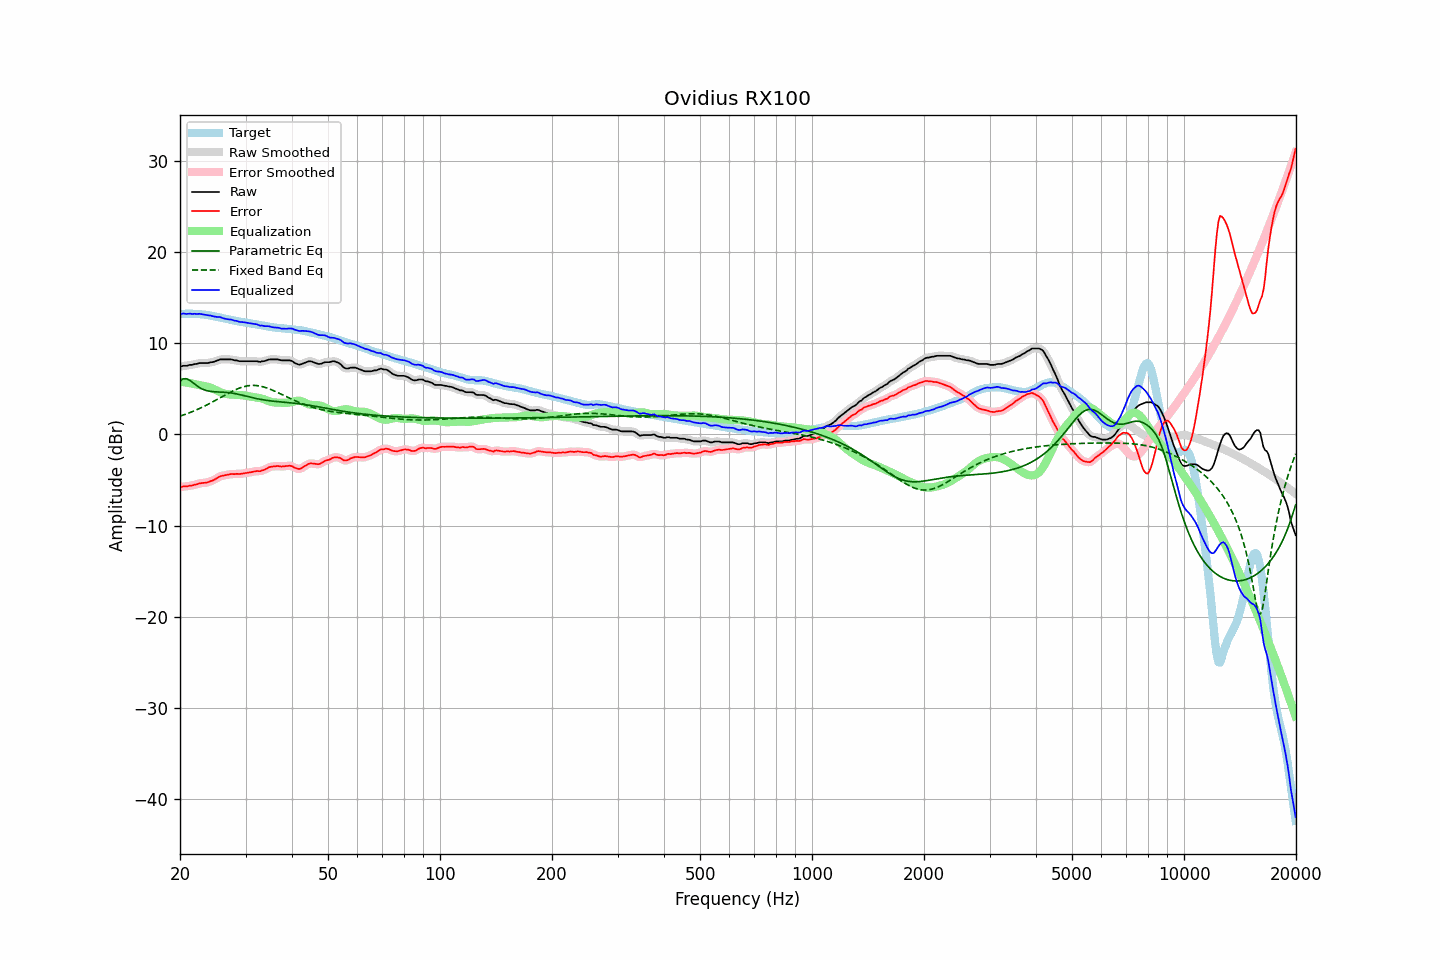 Ovidius RX100
Target
Raw Smoothed
Error Smoothed
Raw
Error
Equalization
Parametric Eq
Fixed Band Eq
Equalized
30
20
10
0
−10
−20
−30
−40
Amplitude (dBr)
20
50
100
200
500
1000
2000
5000
10000
20000
Frequency (Hz)